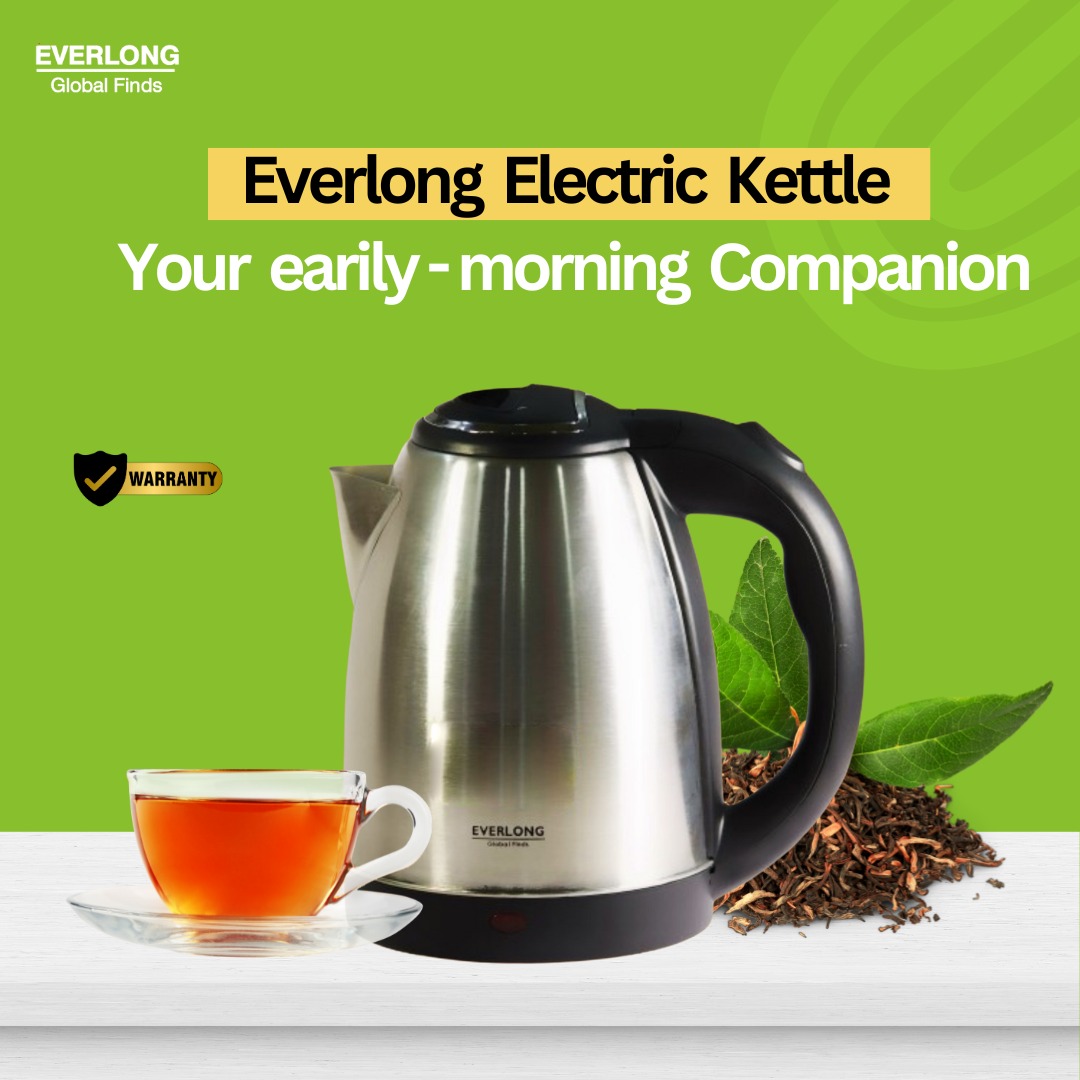 EVERLONG
Global Finds
Everlong Electric Kettle
Your earily-morning Companion
WARRANTY
EVERLONG
Global Finds